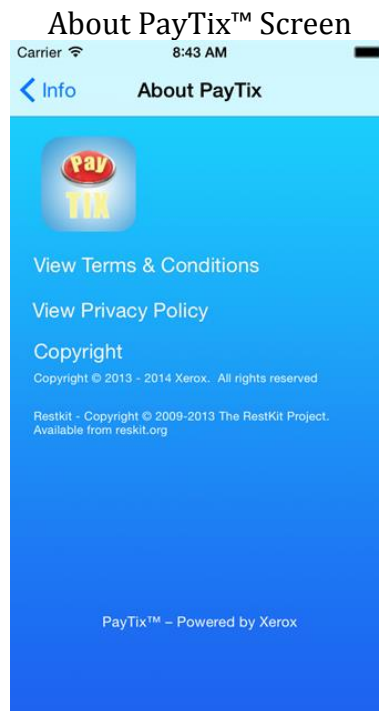 About PayTix™ Screen
Carrier 8:43 AM
Info About PayTix
Pay
TIX
View Terms & Conditions
View Privacy Policy
Copyright
Copyright © 2013 - 2014 Xerox. All rights reserved
Restkit - Copyright © 2009-2013 The RestKit Project.
Available from reskit.org
PayTix™ – Powered by Xerox